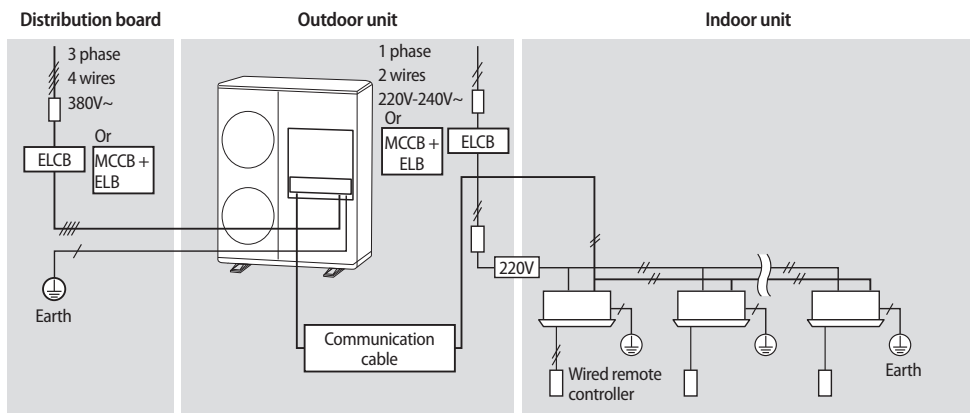 Distribution board
Outdoor unit
Indoor unit
3 phase
4 wires
380V~
Or
ELCB
MCCB +
ELB
Earth
1 phase
2 wires
220V-240V~
Or
MCCB +
ELB
ELCB
220V
Communication
cable
Wired remote
controller
Earth